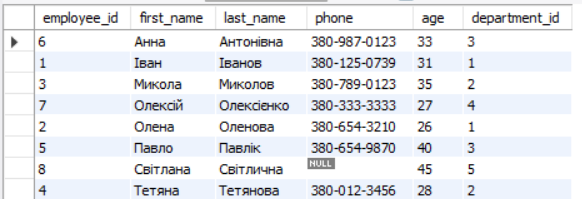 employee_id first_name last_name phone age department_id
6 Анна Антонівна 380-987-0123 33 3
1 Іван Іванов 380-125-0739 31 1
3 Микола Миколов 380-789-0123 35 2
7 Олексій Олексієнко 380-333-3333 27 4
2 Олена Оленова 380-654-3210 26 1
5 Павло Павлік 380-654-9870 40 3
8 Світлана Світлична NULL 45 5
4 Тетяна Тетянова 380-012-3456 28 2